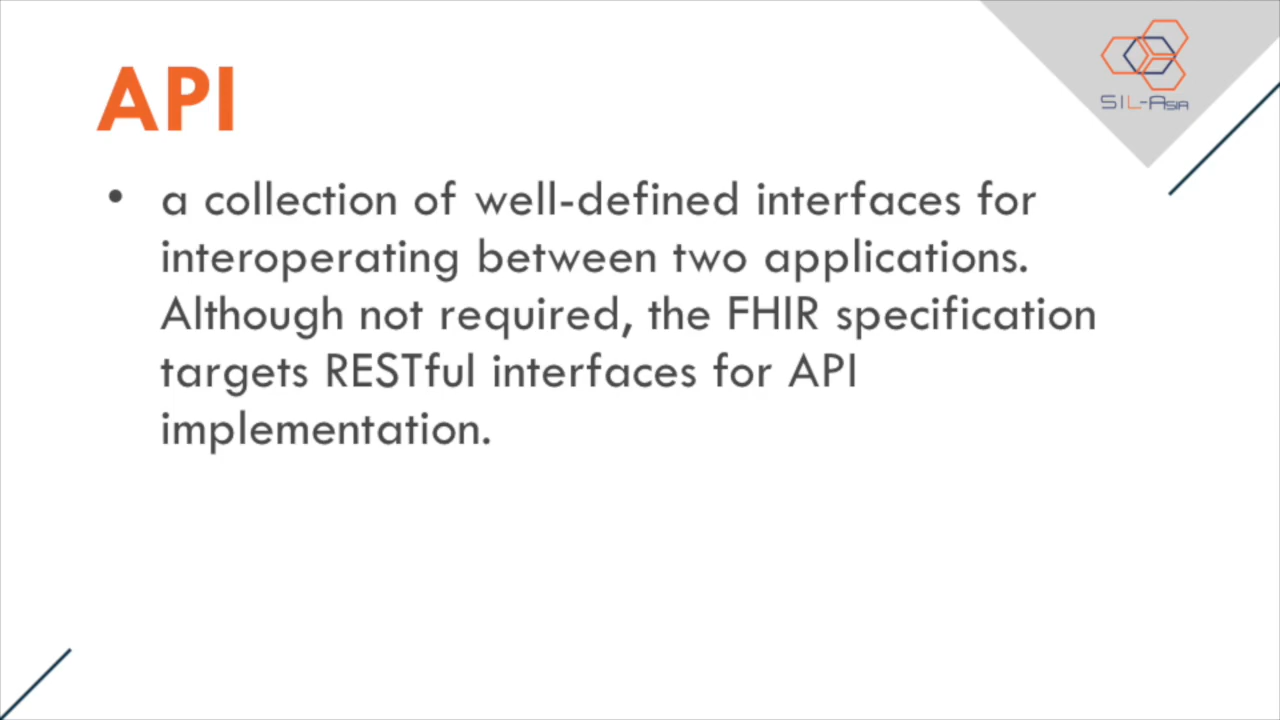 SIL-ASIA
API
• a collection of well-defined interfaces for
interoperating between two applications.
Although not required, the FHIR specification
targets RESTful interfaces for API
implementation.